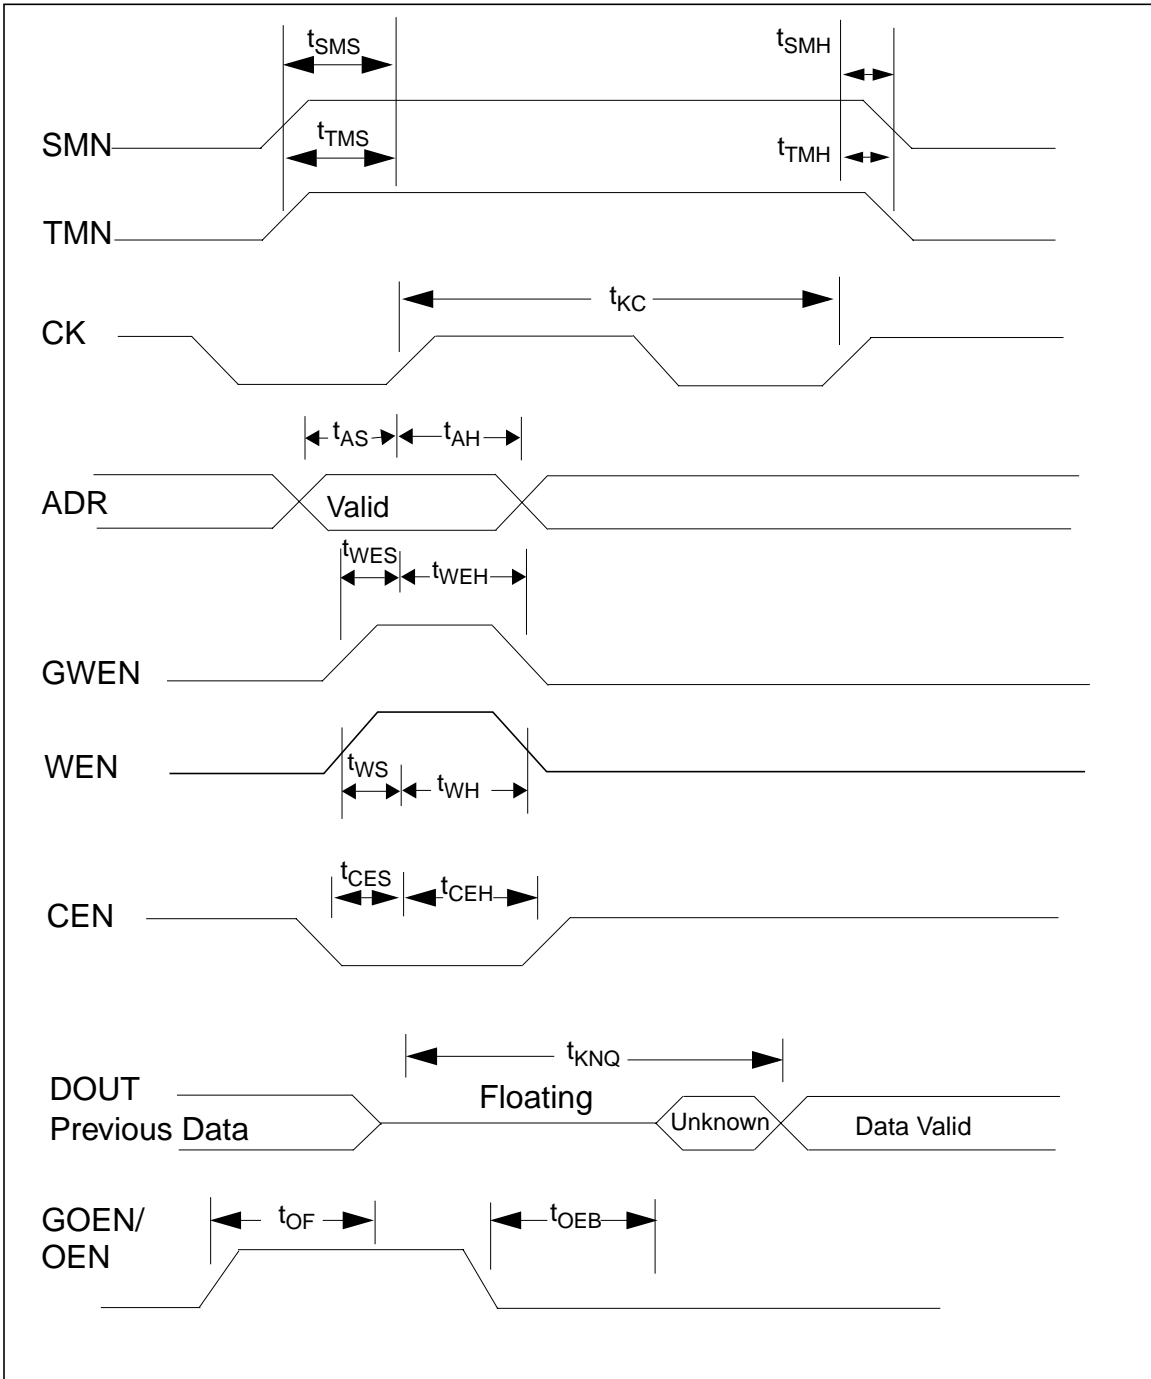 tSMS
tSMH
SMN
tTMS
tTMH
TMN
tKC
CK
tAS
tAH
ADR
Valid
tWES
tWEH
GWEN
WEN
tWS
tWH
tCES
tCEH
CEN
tKNQ
DOUT
Floating
Previous Data
Unknown
Data Valid
GOEN/
OEN
tOF
tOEB